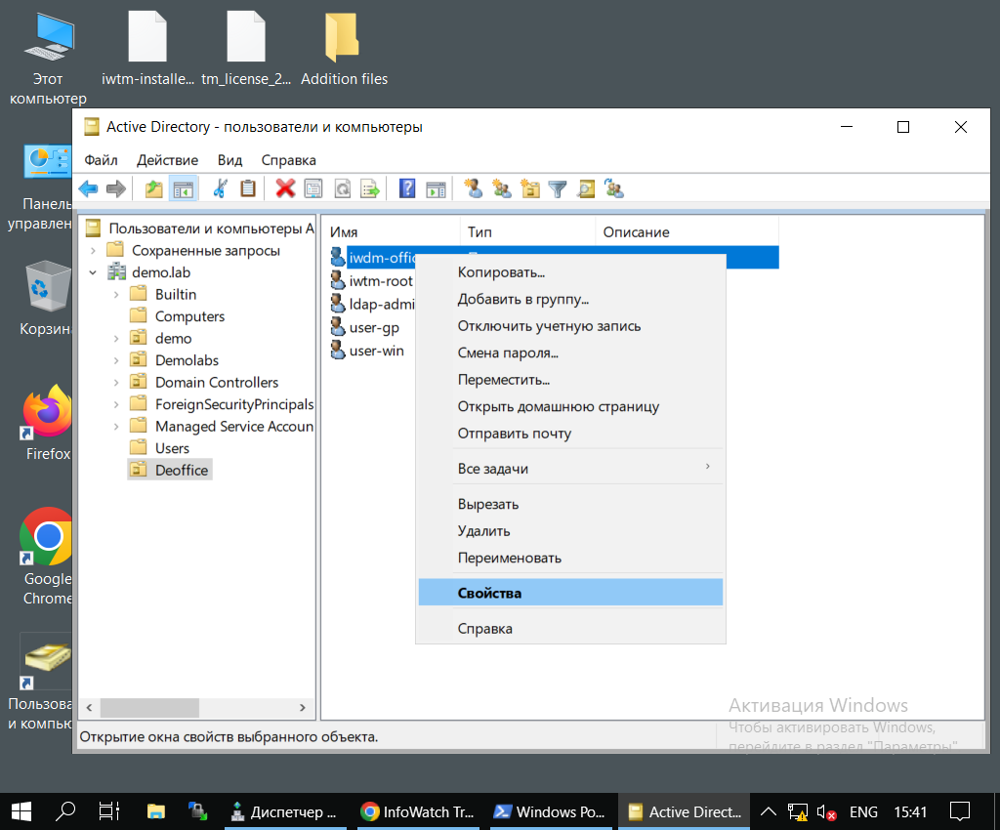 Этот
компьютер
iwtm-installe...
tm_license_2...
Addition files
Active Directory - пользователи и компьютеры
Файл Действие Вид Справка
Панель
управлен
Корзина
Firefox
Google
Chrome
Пользова
и компью
Пользователи и компьютеры A
Сохраненные запросы
demo.lab
Builtin
Computers
demo
Demolabs
Domain Controllers
ForeignSecurityPrincipals
Managed Service Accoun
Users
Deoffice
Имя Тип Описание
iwdm-offic
iwtm-root
ldap-admi
user-gp
user-win
Копировать...
Добавить в группу...
Отключить учетную запись
Смена пароля...
Переместить...
Открыть домашнюю страницу
Отправить почту
Все задачи
Вырезать
Удалить
Переименовать
Свойства
Справка
Активация Windows
Чтобы активировать Windows,
перейдите в раздел "Параметры"
Открытие окна свойств выбранного объекта.
Диспетчер ...
InfoWatch Tr...
Windows Po...
Active Direct...
ENG
15:41